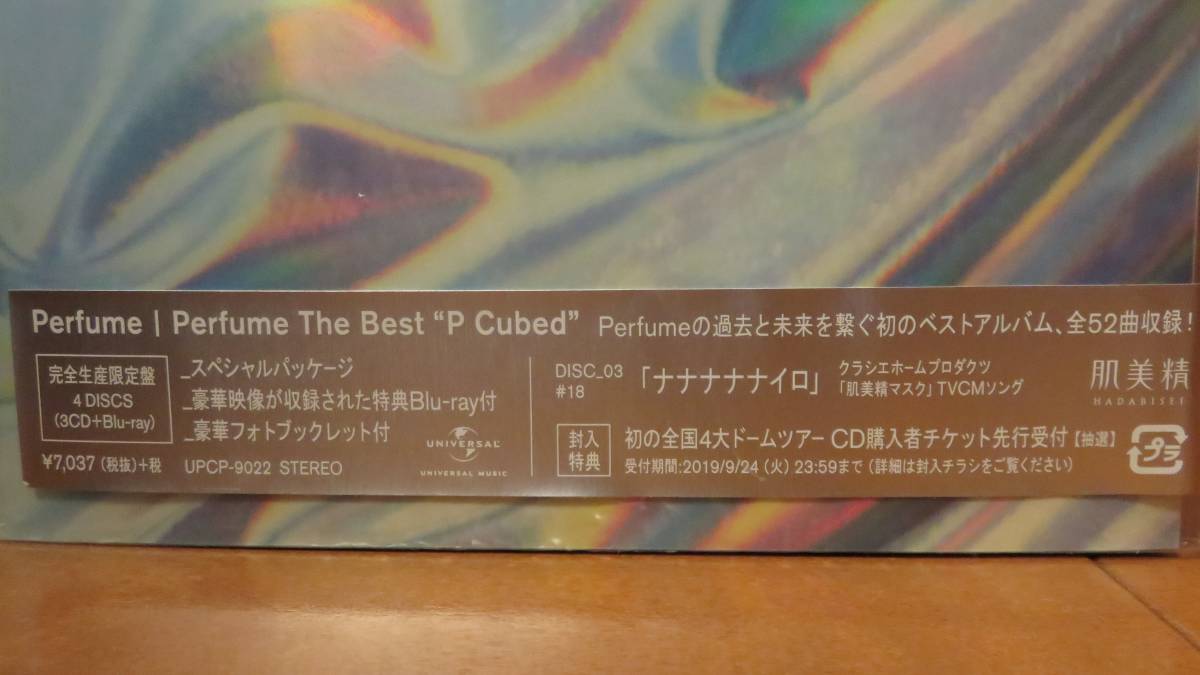 Perfume | Perfume The Best “P Cubed” Perfumeの過去と未来を繋ぐ初のベストアルバム、全52曲収録!
完全生産限定盤
4 DISCS
(3CD+Blu-ray)
_スペシャルパッケージ
_豪華映像が収録された特典Blu-ray付
_豪華フォトブックレット付
¥7,037 (税抜)+税 UPCP-9022 STEREO
UNIVERSAL
UNIVERSAL MUSIC
DISC_03
#18
「ナナナナナイロ」
クラシエホームプロダクツ
「肌美精マスク」TVCMソング
肌美精
HADABISEI
封入
特典
初の全国4大ドームツアー CD購入者チケット先行受付【抽選】
受付期間:2019/9/24(火) 23:59まで(詳細は封入チラシをご覧ください)
プラ